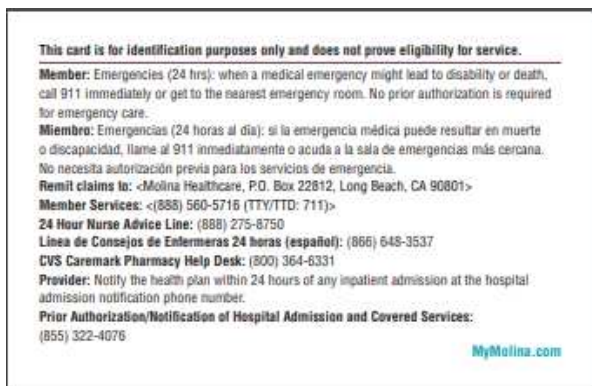 This card is for identification purposes only and does not prove eligibility for service.
Member: Emergencies (24 hrs): when a medical emergency might lead to disability or death,
call 911 immediately or get to the nearest emergency room. No prior authorization is required
for emergency care.
Miembro: Emergencias (24 horas al día): si la emergencia médica puede resultar en muerte
o discapacidad, llame al 911 inmediatamente o acuda a la sala de emergencias más cercana.
No necesita autorización previa para los servicios de emergencia.
Remit claims to: <Molina Healthcare, P.O. Box 22812, Long Beach, CA 90801>
Member Services: <(888) 560-5716 (TTY/TTD: 711)>
24 Hour Nurse Advice Line: (888) 275-8750
Línea de Consejos de Enfermeras 24 horas (español): (866) 648-3537
CVS Caremark Pharmacy Help Desk: (800) 364-6331
Provider: Notify the health plan within 24 hours of any inpatient admission at the hospital
admission notification phone number.
Prior Authorization/Notification of Hospital Admission and Covered Services:
(855) 322-4076
MyMolina.com